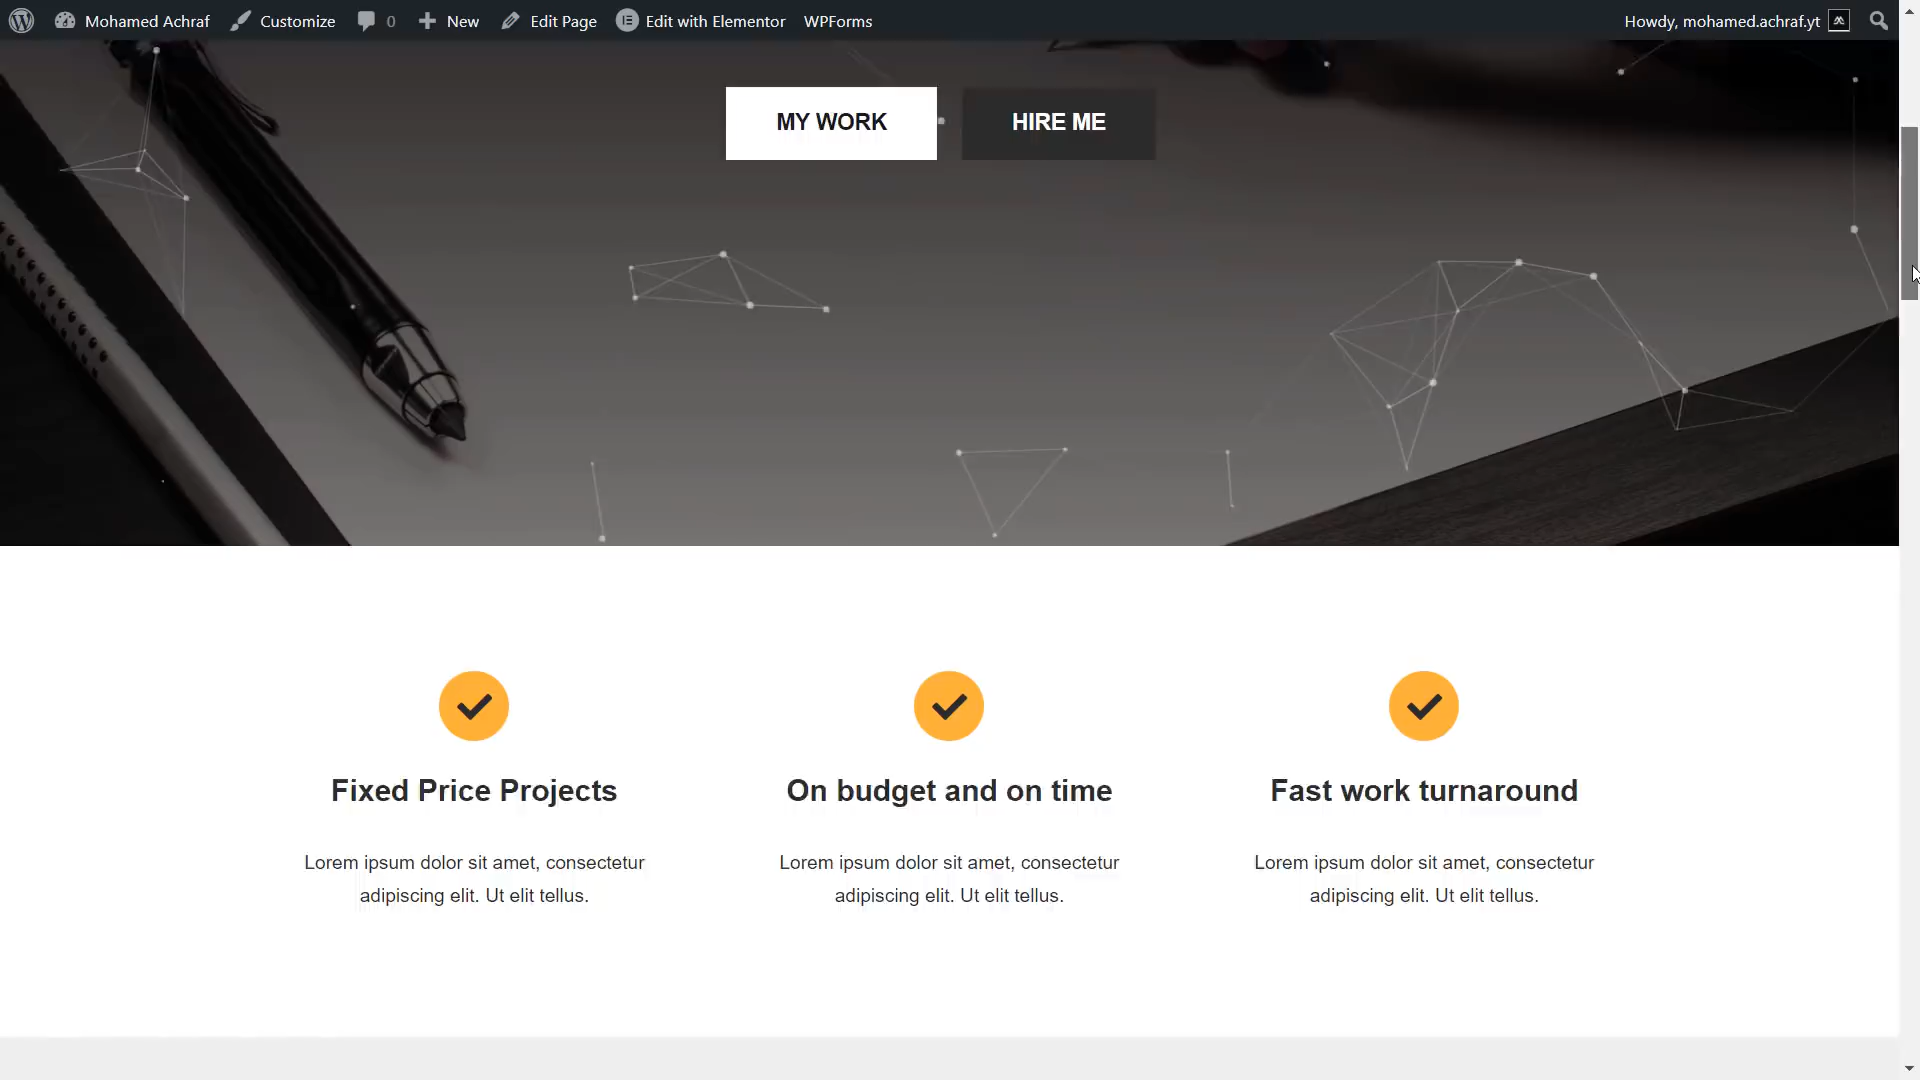 Mohamed Achraf Customize 0 New Edit Page Edit with Elementor WPForms Howdy, mohamed.achraf.yt
MY WORK HIRE ME
Fixed Price Projects
Lorem ipsum dolor sit amet, consectetur
adipiscing elit. Ut elit tellus.
On budget and on time
Lorem ipsum dolor sit amet, consectetur
adipiscing elit. Ut elit tellus.
Fast work turnaround
Lorem ipsum dolor sit amet, consectetur
adipiscing elit. Ut elit tellus.